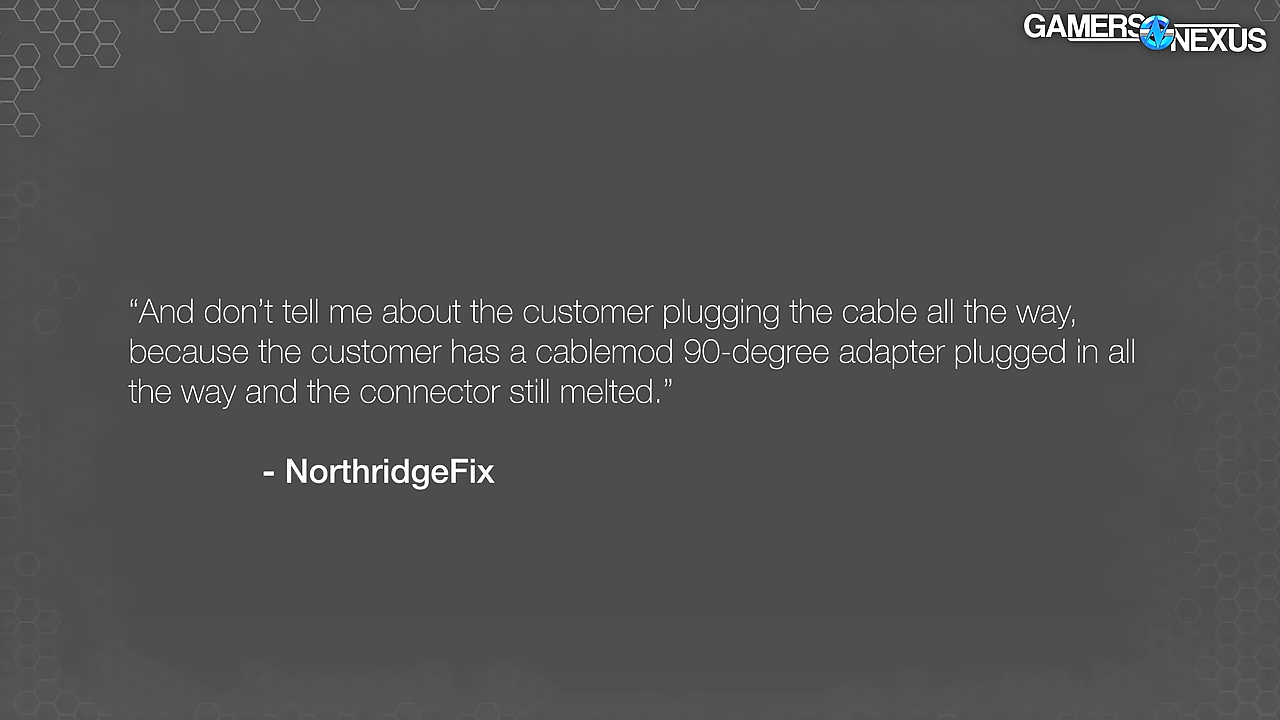 GAMERS NEXUS
“And don’t tell me about the customer plugging the cable all the way,
because the customer has a cablemod 90-degree adapter plugged in all
the way and the connector still melted.”
- NorthridgeFix